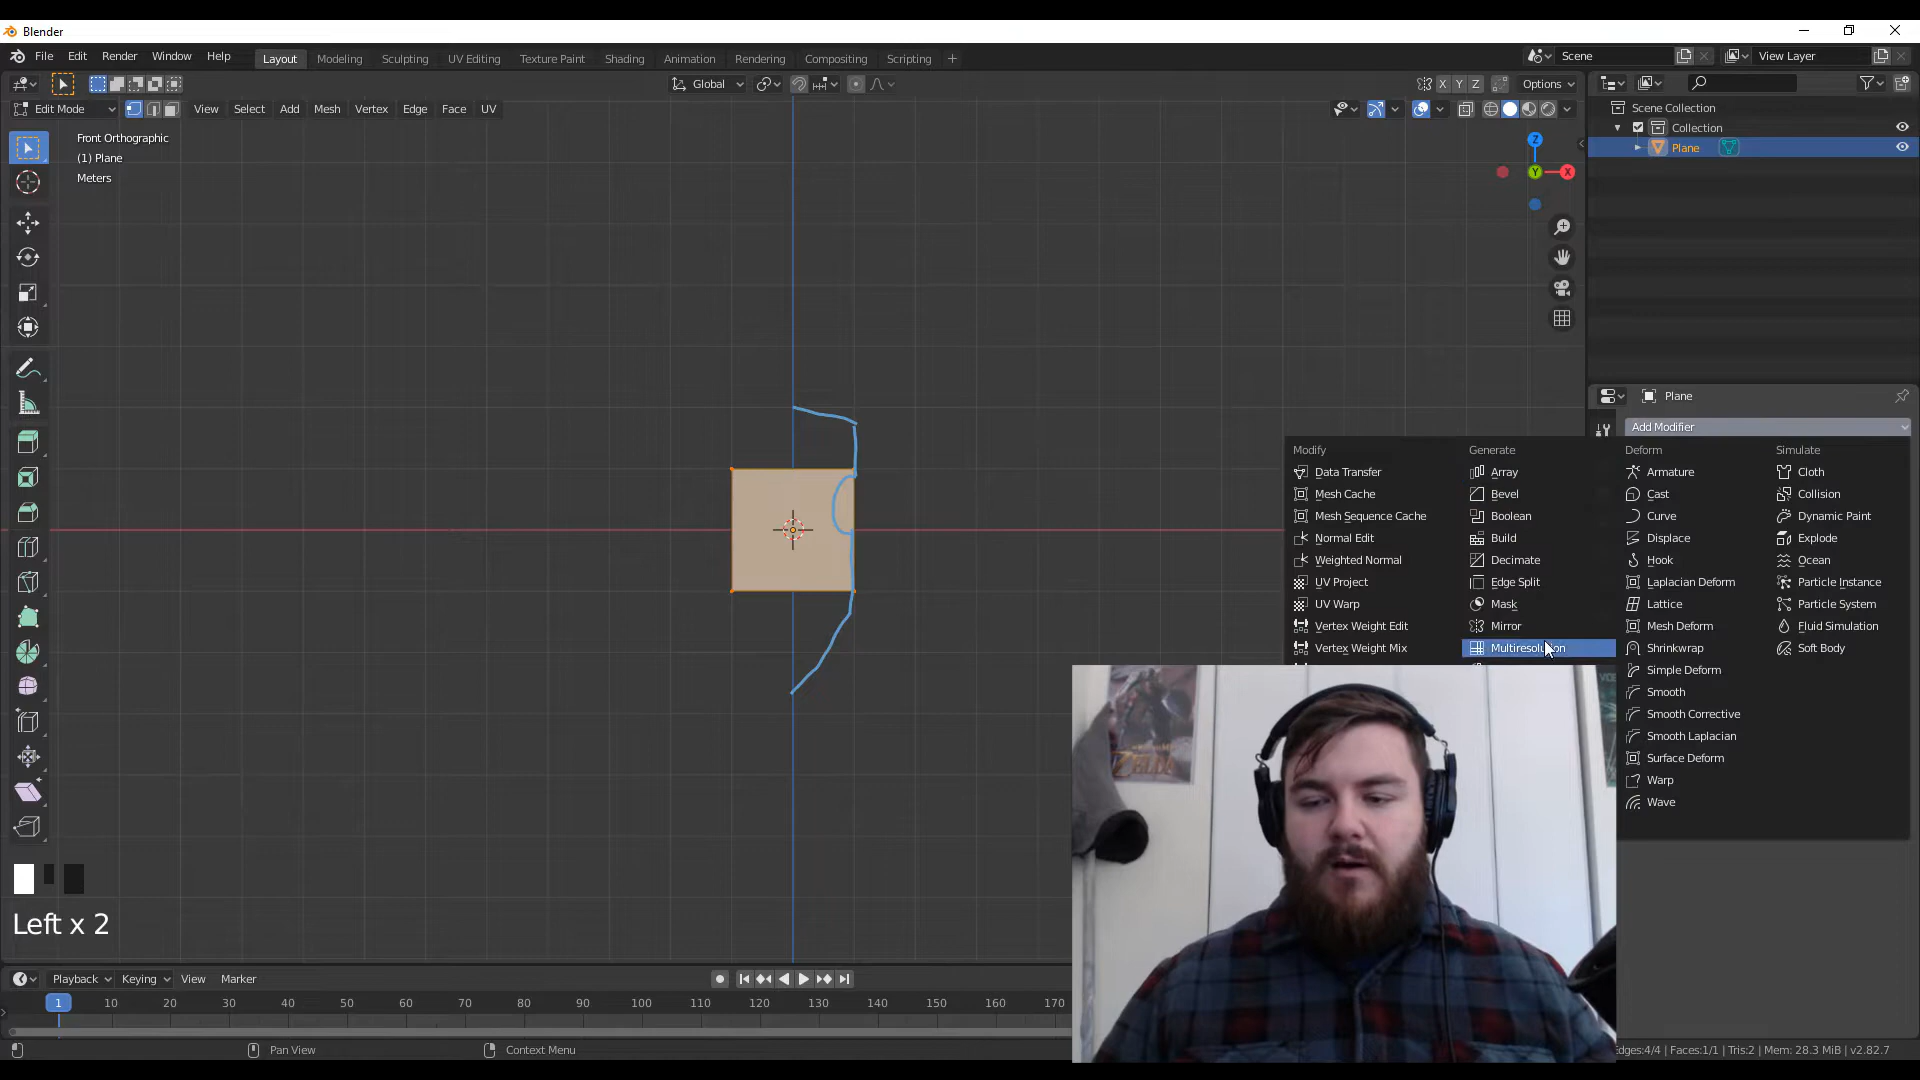 Blender
File Edit Render Window Help Layout Modeling Sculpting UV Editing Texture Paint Shading Animation Rendering Compositing Scripting + Scene View Layer
Global X Y Z Options
Edit Mode View Select Add Mesh Vertex Edge Face UV
Front Orthographic
(1) Plane
Meters
Z
Y X
Scene Collection
Collection
Plane
Plane
Add Modifier
Modify Generate Deform Simulate
Data Transfer Array Armature Cloth
Mesh Cache Bevel Cast Collision
Mesh Sequence Cache Boolean Curve Dynamic Paint
Normal Edit Build Displace Explode
Weighted Normal Decimate Hook Ocean
UV Project Edge Split Laplacian Deform Particle Instance
UV Warp Mask Lattice Particle System
Vertex Weight Edit Mirror Mesh Deform Fluid Simulation
Vertex Weight Mix Multiresolution Shrinkwrap Soft Body
Simple Deform
Smooth
Smooth Corrective
Smooth Laplacian
Surface Deform
Warp
Wave
ZELDA
Left x 2
Playback Keying View Marker
1 10 20 30 40 50 60 70 80 90 100 110 120 130 140 150 160 170
Pan View Context Menu
Edges:4/4 | Faces:1/1 | Tris:2 | Mem: 28.3 MiB | v2.82.7